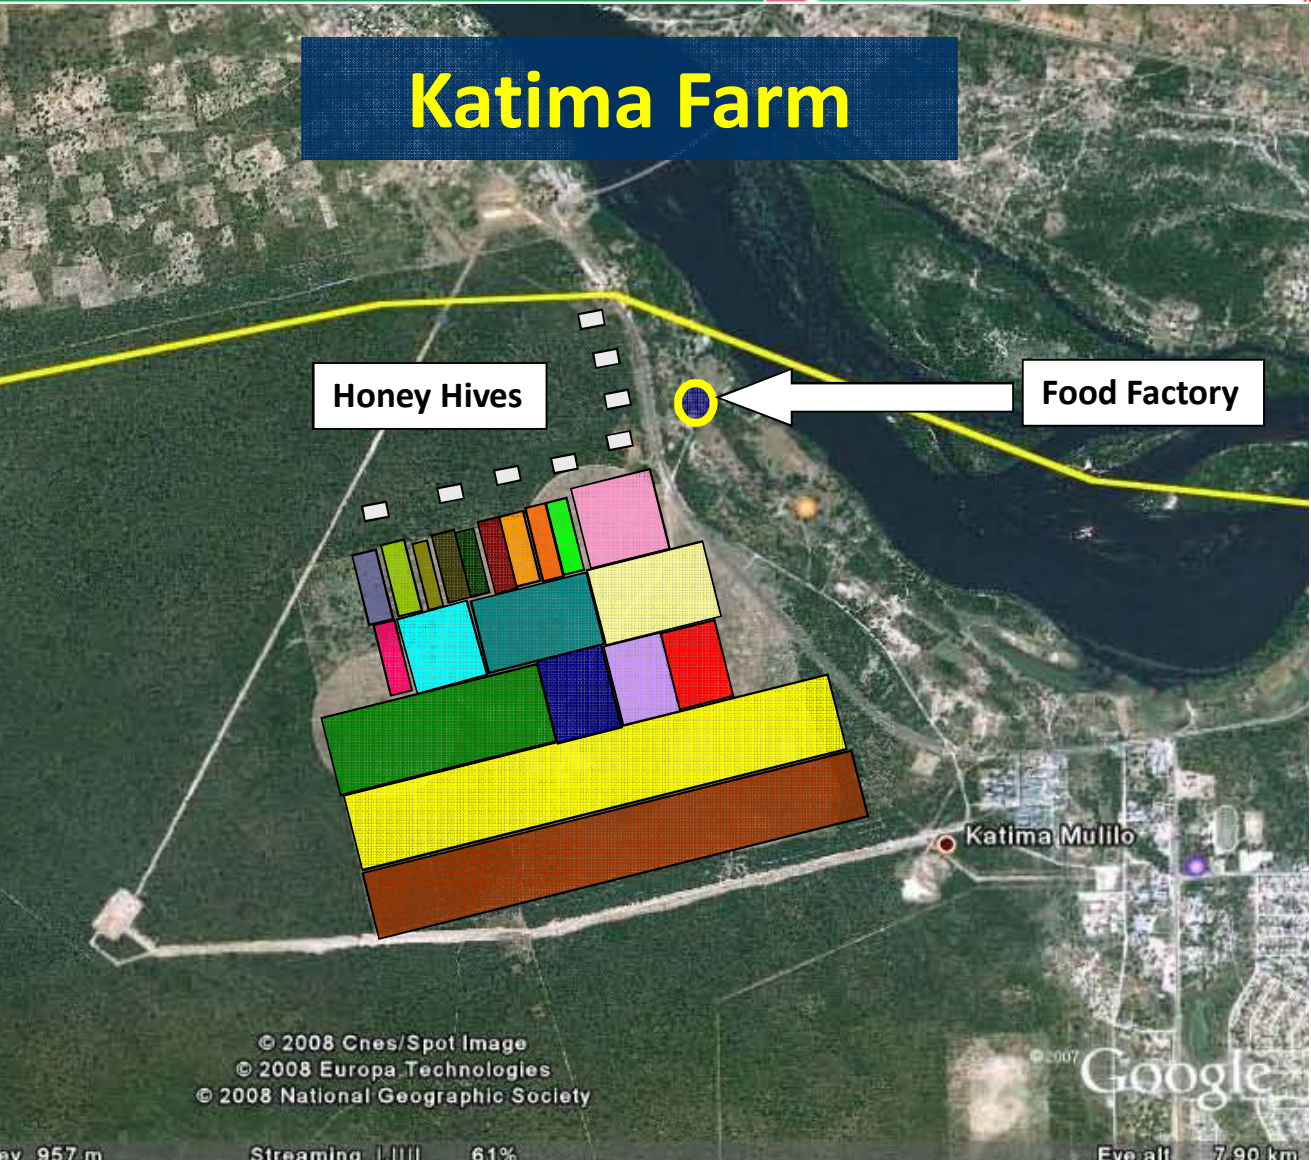 Katima Farm
Honey Hives
Food Factory
Katima Mulilo
© 2008 Cnes/Spot Image
© 2008 Europa Technologies
© 2008 National Geographic Society
©2007 Google
957 m
Streaming
61%
Eye alt 7.90 km